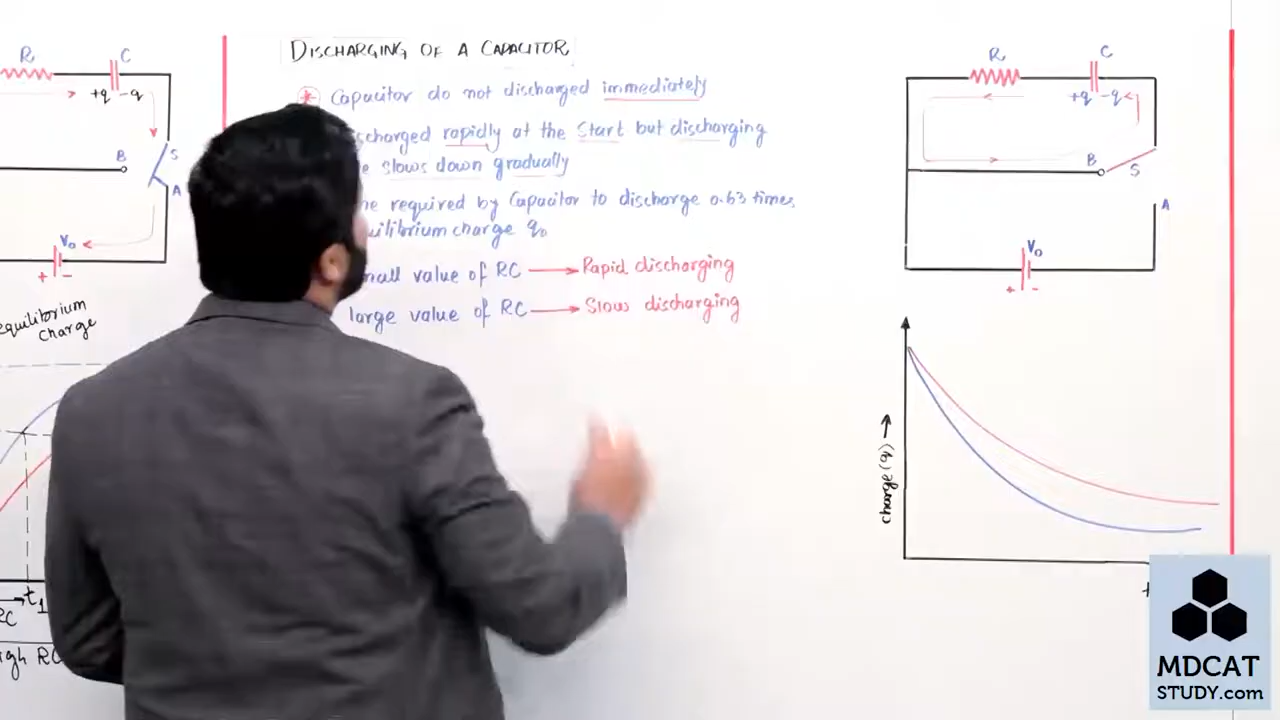 R C
+q -q
B S
A
V₀
+ -
equilibrium
charge
RC t₁
RC
DISCHARGING OF A CAPACITOR
* Capacitor do not discharged immediately
scharged rapidly at the start but discharging
slows down gradually
required by Capacitor to discharge 0.63 times
equilibrium charge q₀
small value of RC → Rapid discharging
large value of RC → Slow discharging
R C
+q -q
B S
A
V₀
+ -
charge (q) →
MDCAT
STUDY.com